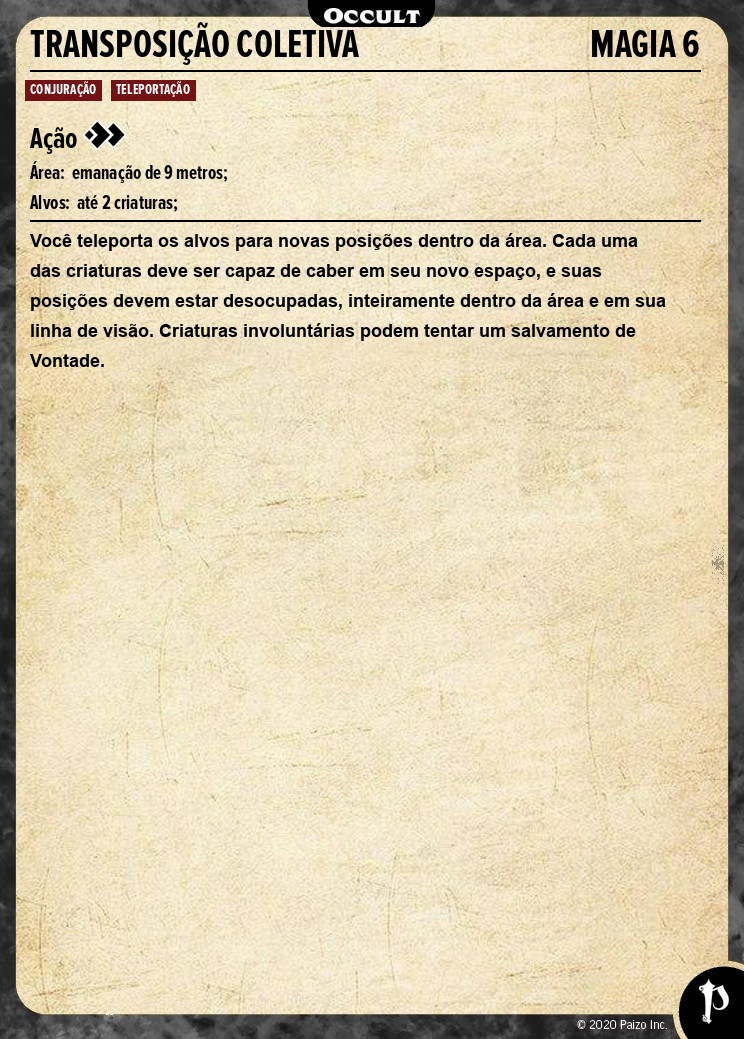 OCCULT
TRANSPOSIÇÃO COLETIVA MAGIA 6
CONJURAÇÃO TELEPORTAÇÃO
Ação
Área: emanação de 9 metros;
Alvos: até 2 criaturas;
Você teleporta os alvos para novas posições dentro da área. Cada uma
das criaturas deve ser capaz de caber em seu novo espaço, e suas
posições devem estar desocupadas, inteiramente dentro da área e em sua
linha de visão. Criaturas involuntárias podem tentar um salvamento de
Vontade.
© 2020 Paizo Inc.
P